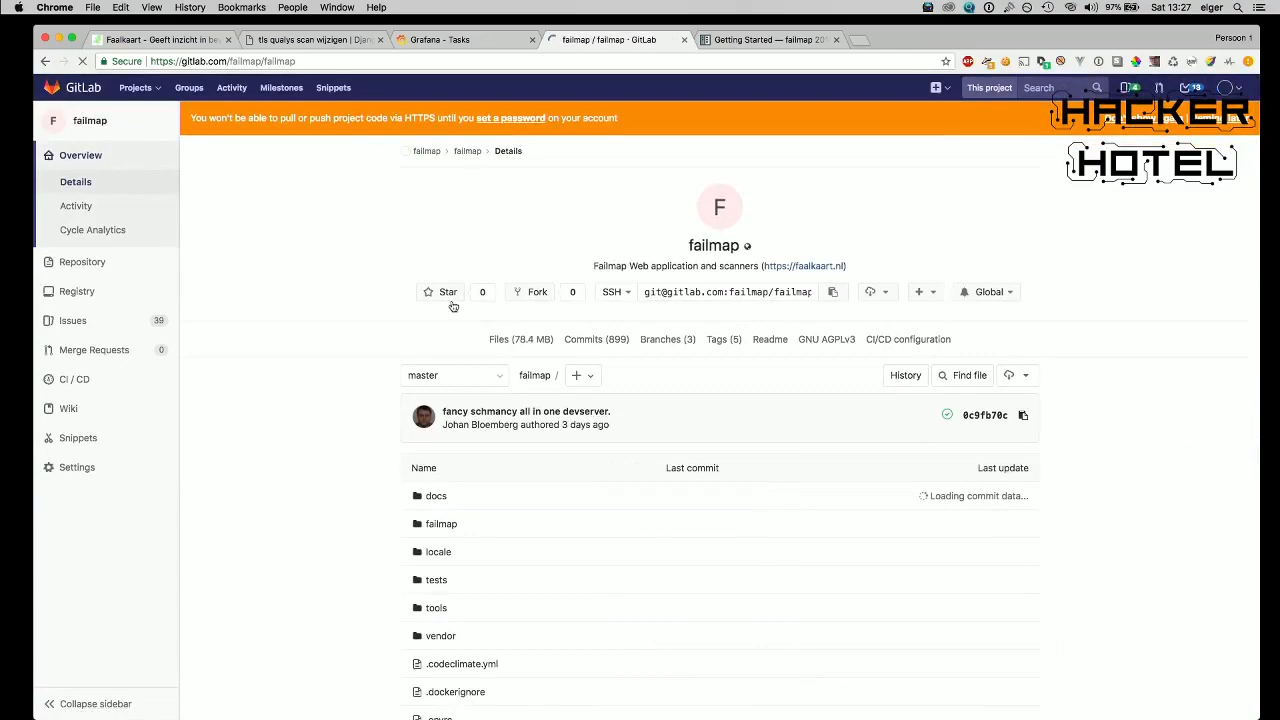 Chrome File Edit View History Bookmarks People Window Help 97% Sat 13:27 elger
Faalkaart - Geeft inzicht in bev tls qualys scan wijzigen | Djan Grafana - Tasks failmap / failmap · GitLab Getting Started — failmap 201 Persoon 1
Secure https://gitlab.com/failmap/failmap
GitLab Projects Groups Activity Milestones Snippets This project Search 4 13
You won't be able to pull or push project code via HTTPS until you set a password on your account
HACKER
HOTEL
F failmap
Overview
Details
Activity
Cycle Analytics
Repository
Registry
Issues 39
Merge Requests 0
CI / CD
Wiki
Snippets
Settings
Collapse sidebar
failmap > failmap > Details
F
failmap
Failmap Web application and scanners (https://faalkaart.nl)
Star 0 Fork 0 SSH git@gitlab.com:failmap/failmap + Global
Files (78.4 MB) Commits (899) Branches (3) Tags (5) Readme GNU AGPLv3 CI/CD configuration
master failmap / + History Find file
fancy schmancy all in one devserver.
Johan Bloemberg authored 3 days ago
0c9fb70c
Name Last commit Last update
docs Loading commit data...
failmap
locale
tests
tools
vendor
.codeclimate.yml
.dockerignore